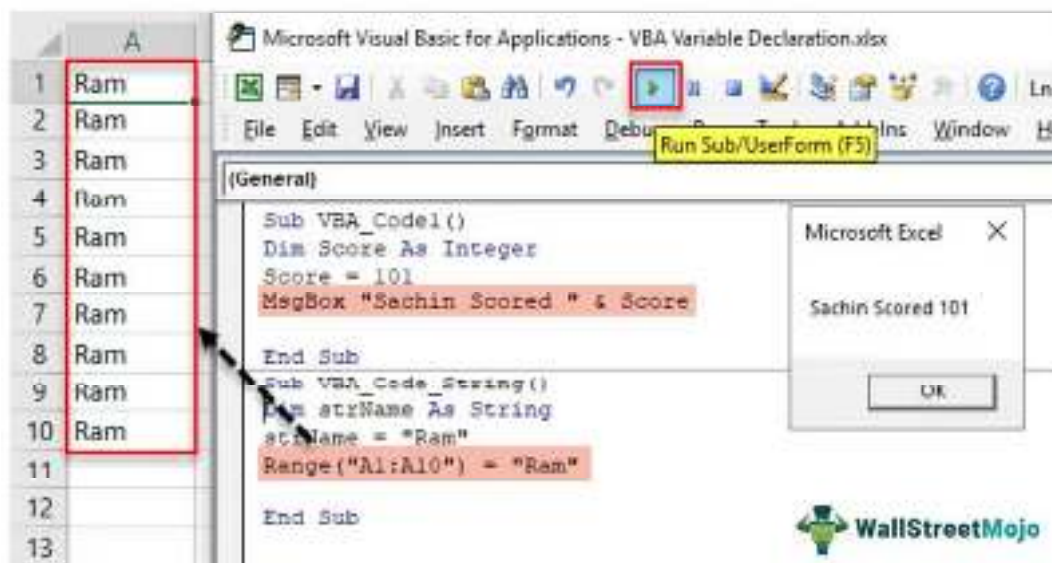 A
1 Ram
2 Ram
3 Ram
4 Ram
5 Ram
6 Ram
7 Ram
8 Ram
9 Ram
10 Ram
11
12
13
Microsoft Visual Basic for Applications - VBA Variable Declaration.xlsx
Ln
File Edit View Insert Format Debu Ins Window H
Run Sub/UserForm (F5)
(General)
Sub VBA_Code1()
Dim Score As Integer
Score = 101
MsgBox "Sachin Scored " & Score
End Sub
Sub VBA_Code_String()
Dim strName As String
strName = "Ram"
Range("A1:A10") = "Ram"
End Sub
Microsoft Excel
Sachin Scored 101
OK
WallStreetMojo